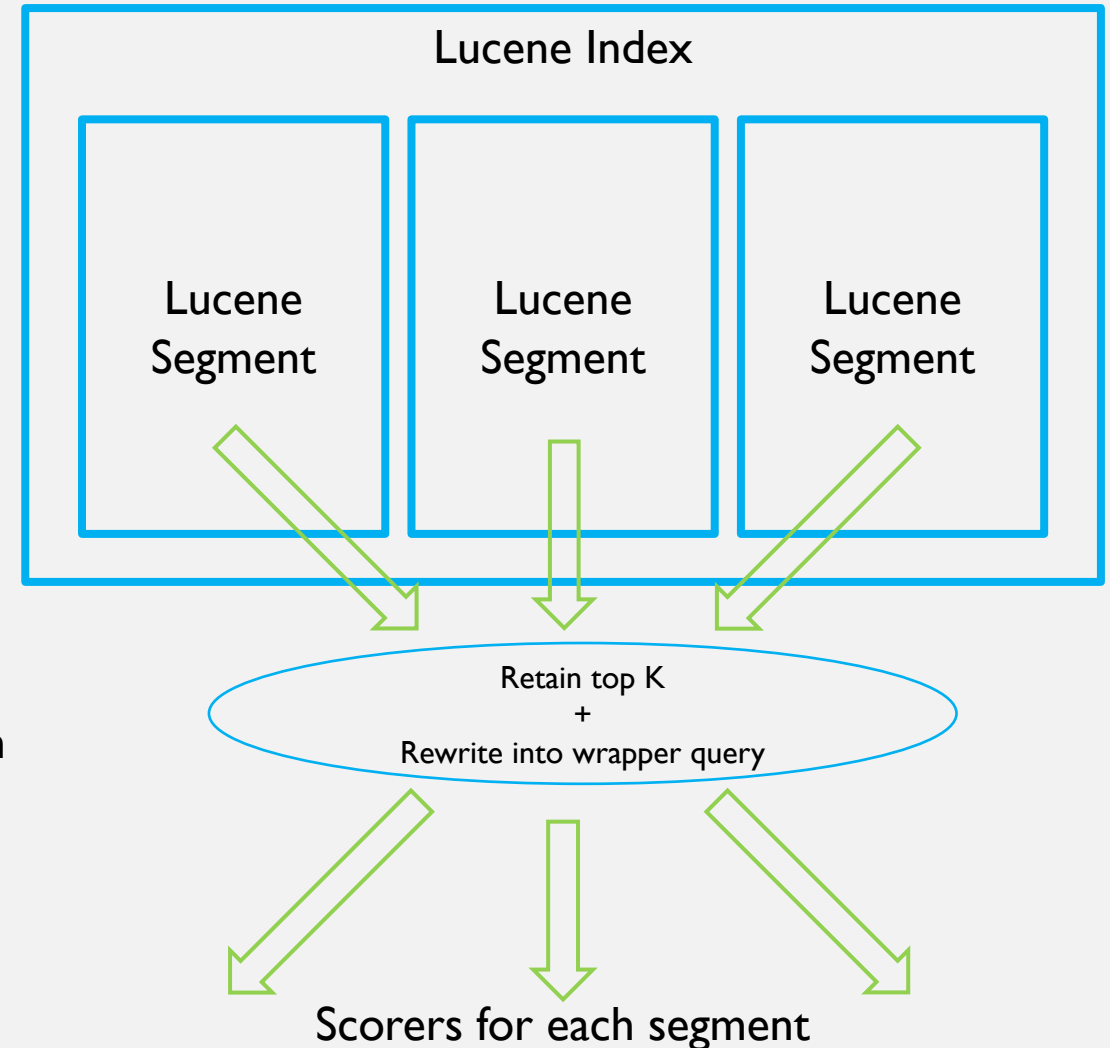 Lucene Index
Lucene
Segment
Lucene
Segment
Lucene
Segment
Retain top K
+
Rewrite into wrapper query
Scorers for each segment